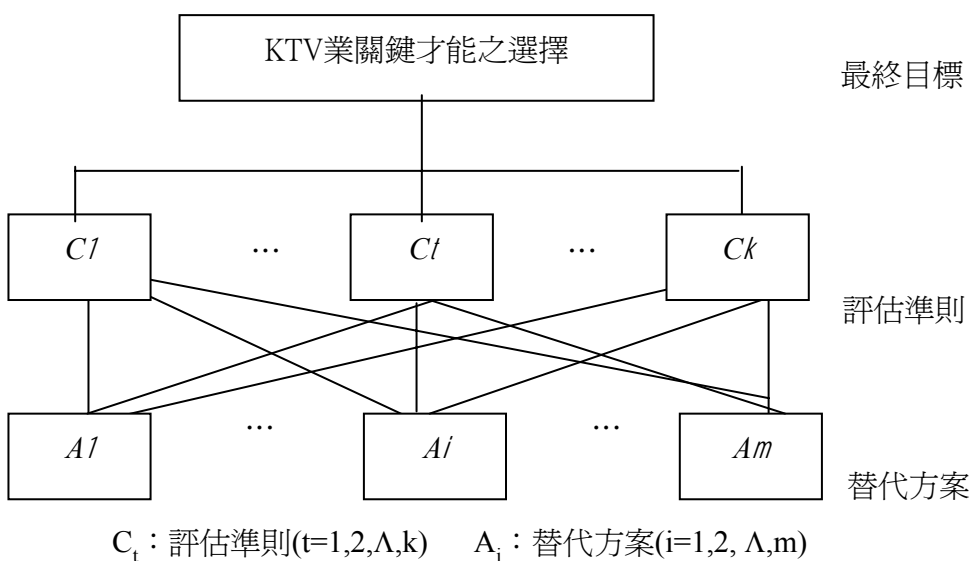 KTV業關鍵才能之選擇
最終目標
C1 ... Ct ... Ck
評估準則
A1 ... Ai ... Am
替代方案
Ct：評估準則(t=1,2,Λ,k) Ai：替代方案(i=1,2, Λ,m)